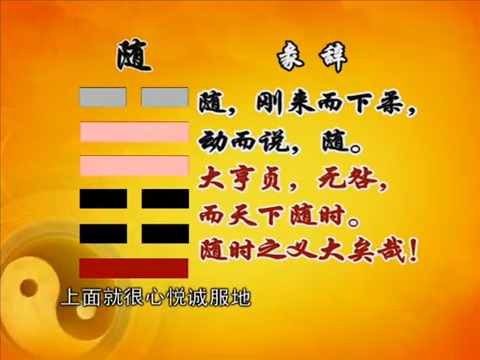 随
彖辞
随，刚来而下柔，
动而说，随。
大亨贞，无咎，
而天下随时。
随时之义大矣哉！
上面就很心悦诚服地